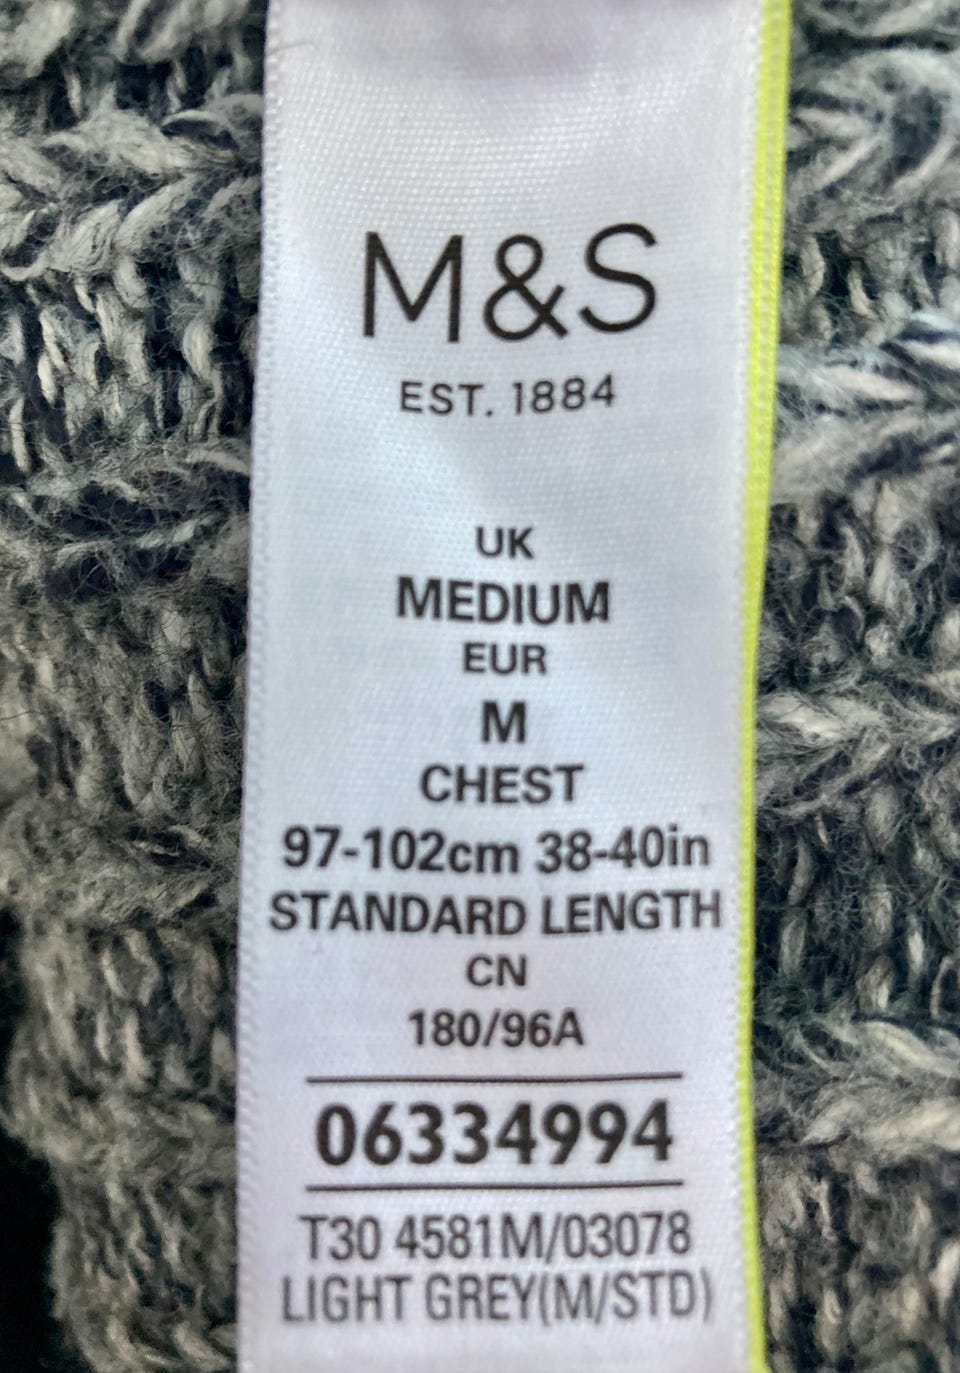 M&S
EST. 1884
UK
MEDIUM
EUR
M
CHEST
97-102cm 38-40in
STANDARD LENGTH
CN
180/96A
06334994
T30 4581M/03078
LIGHT GREY(M/STD)